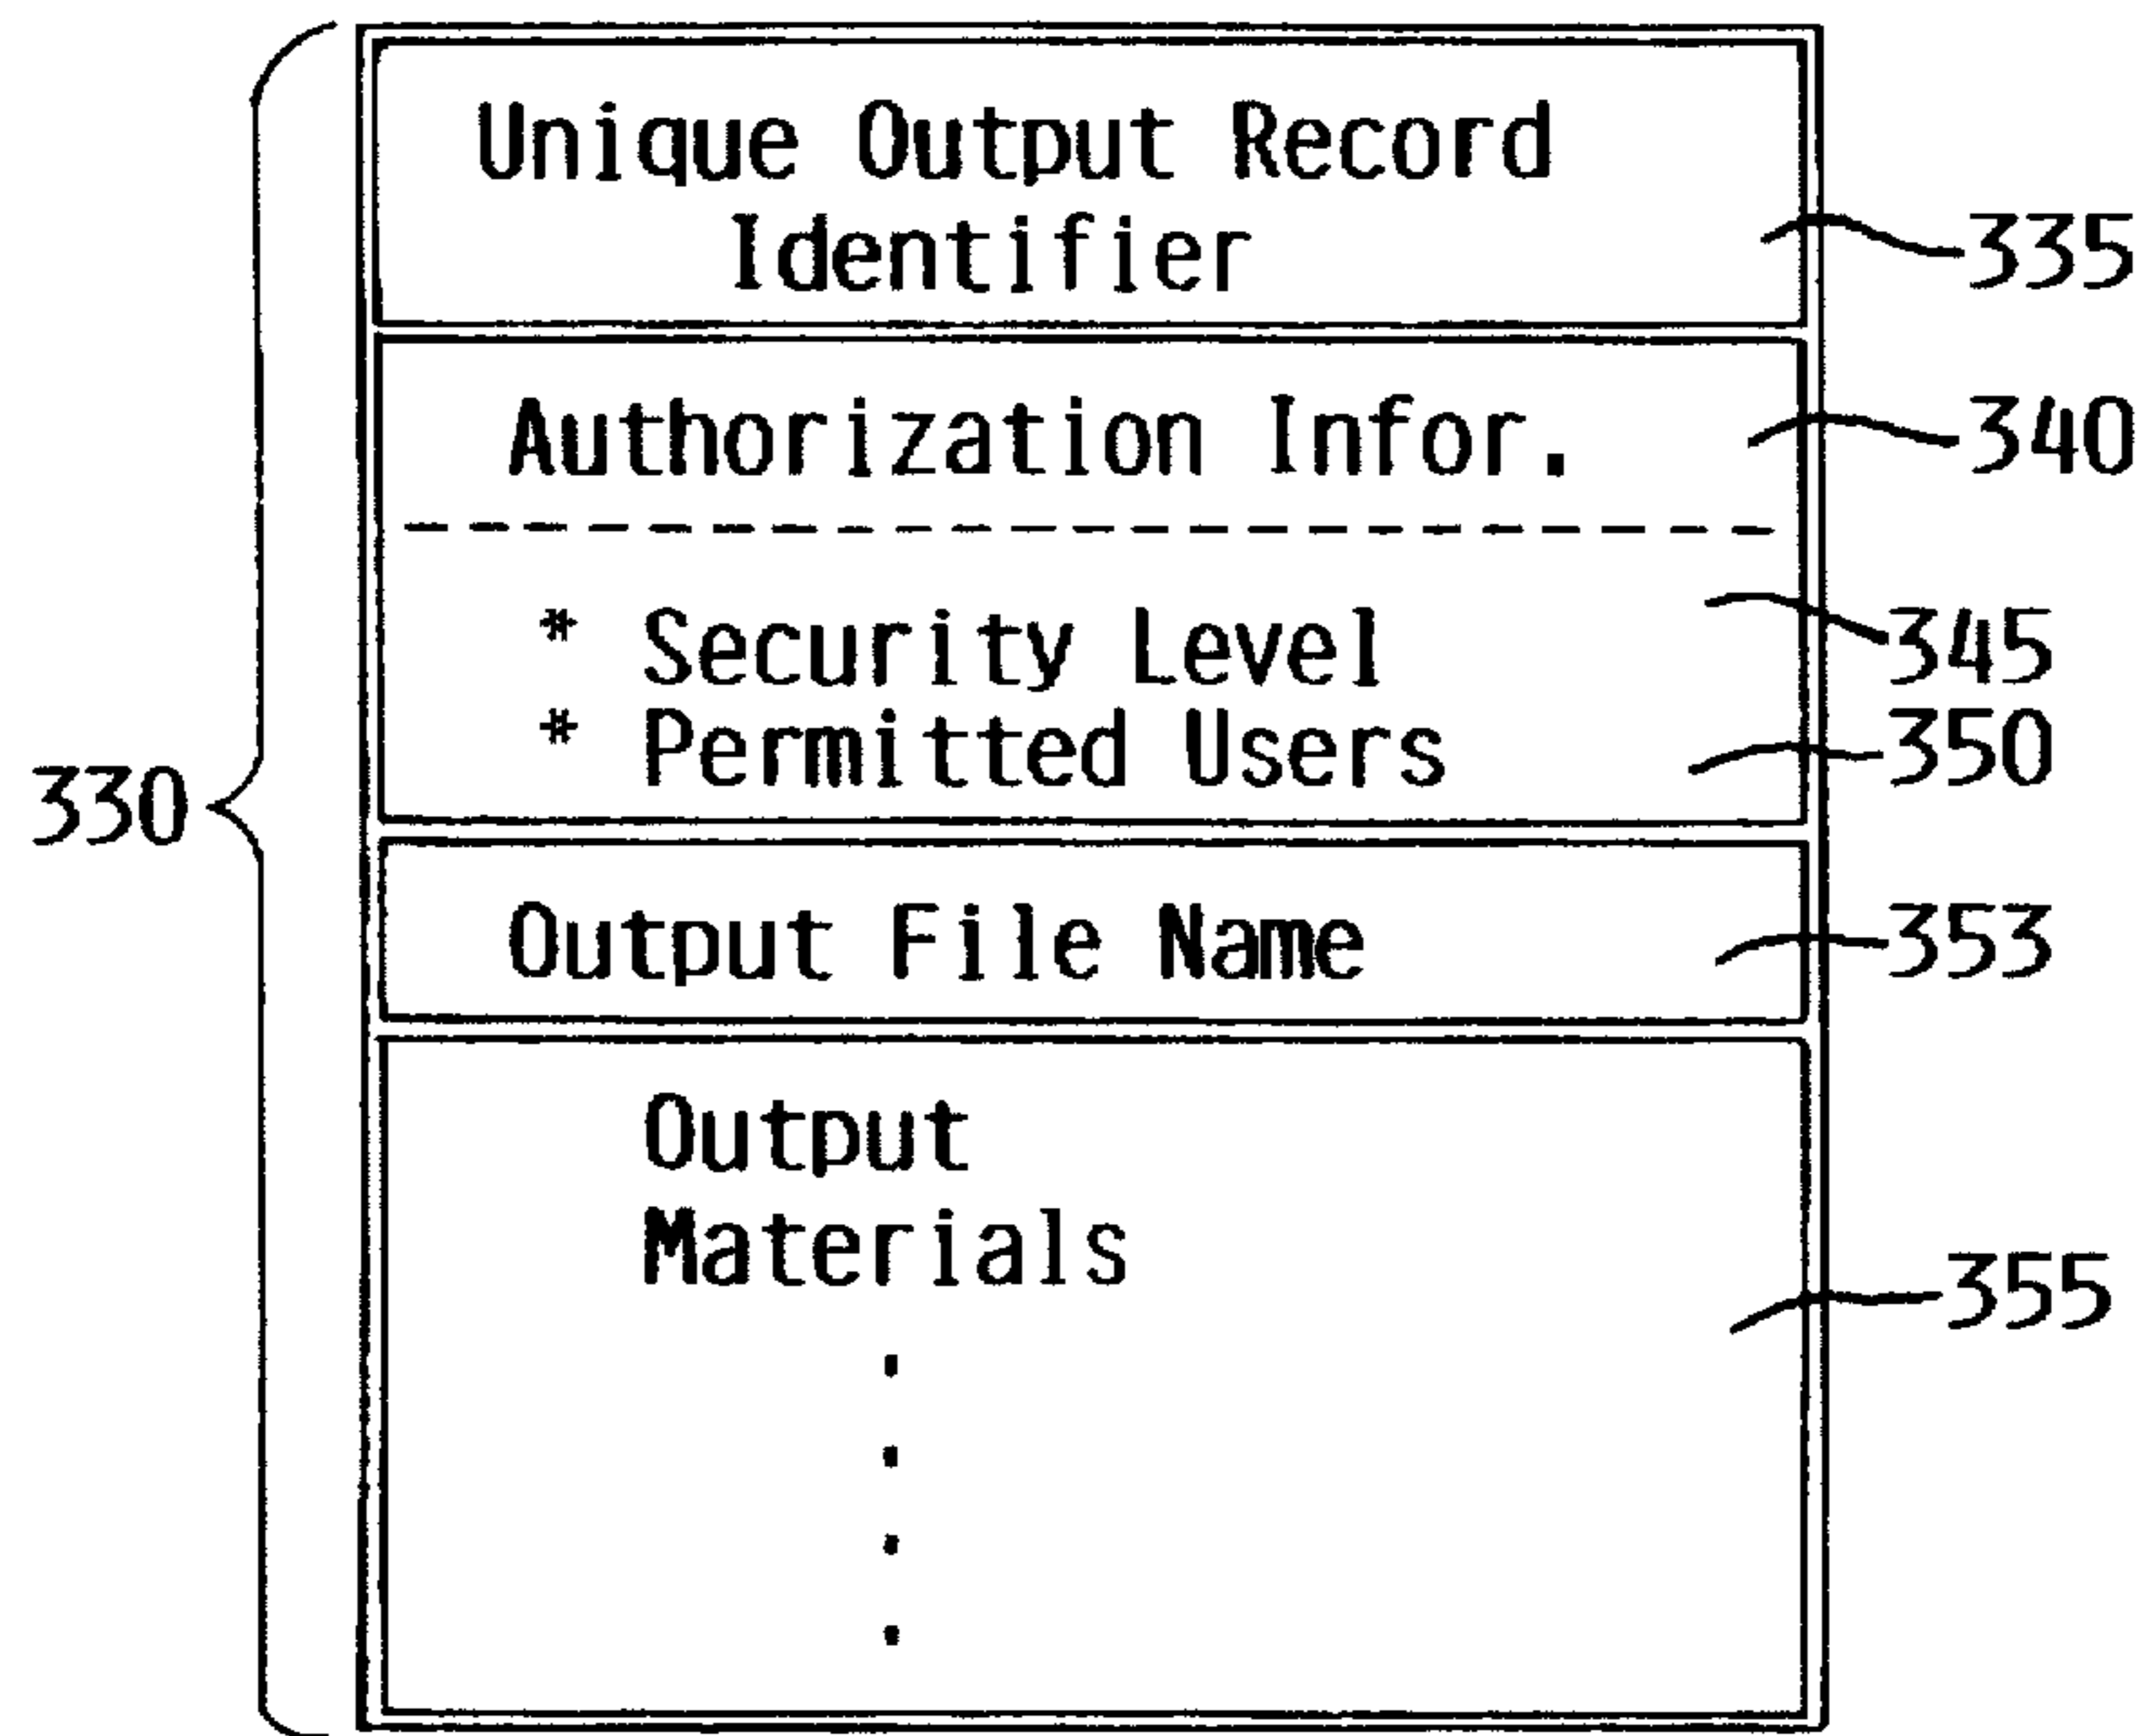 Unique Output Record
Identifier
335
Authorization Infor.
340
* Security Level
345
* Permitted Users
350
330
Output File Name
353
Output
Materials
355